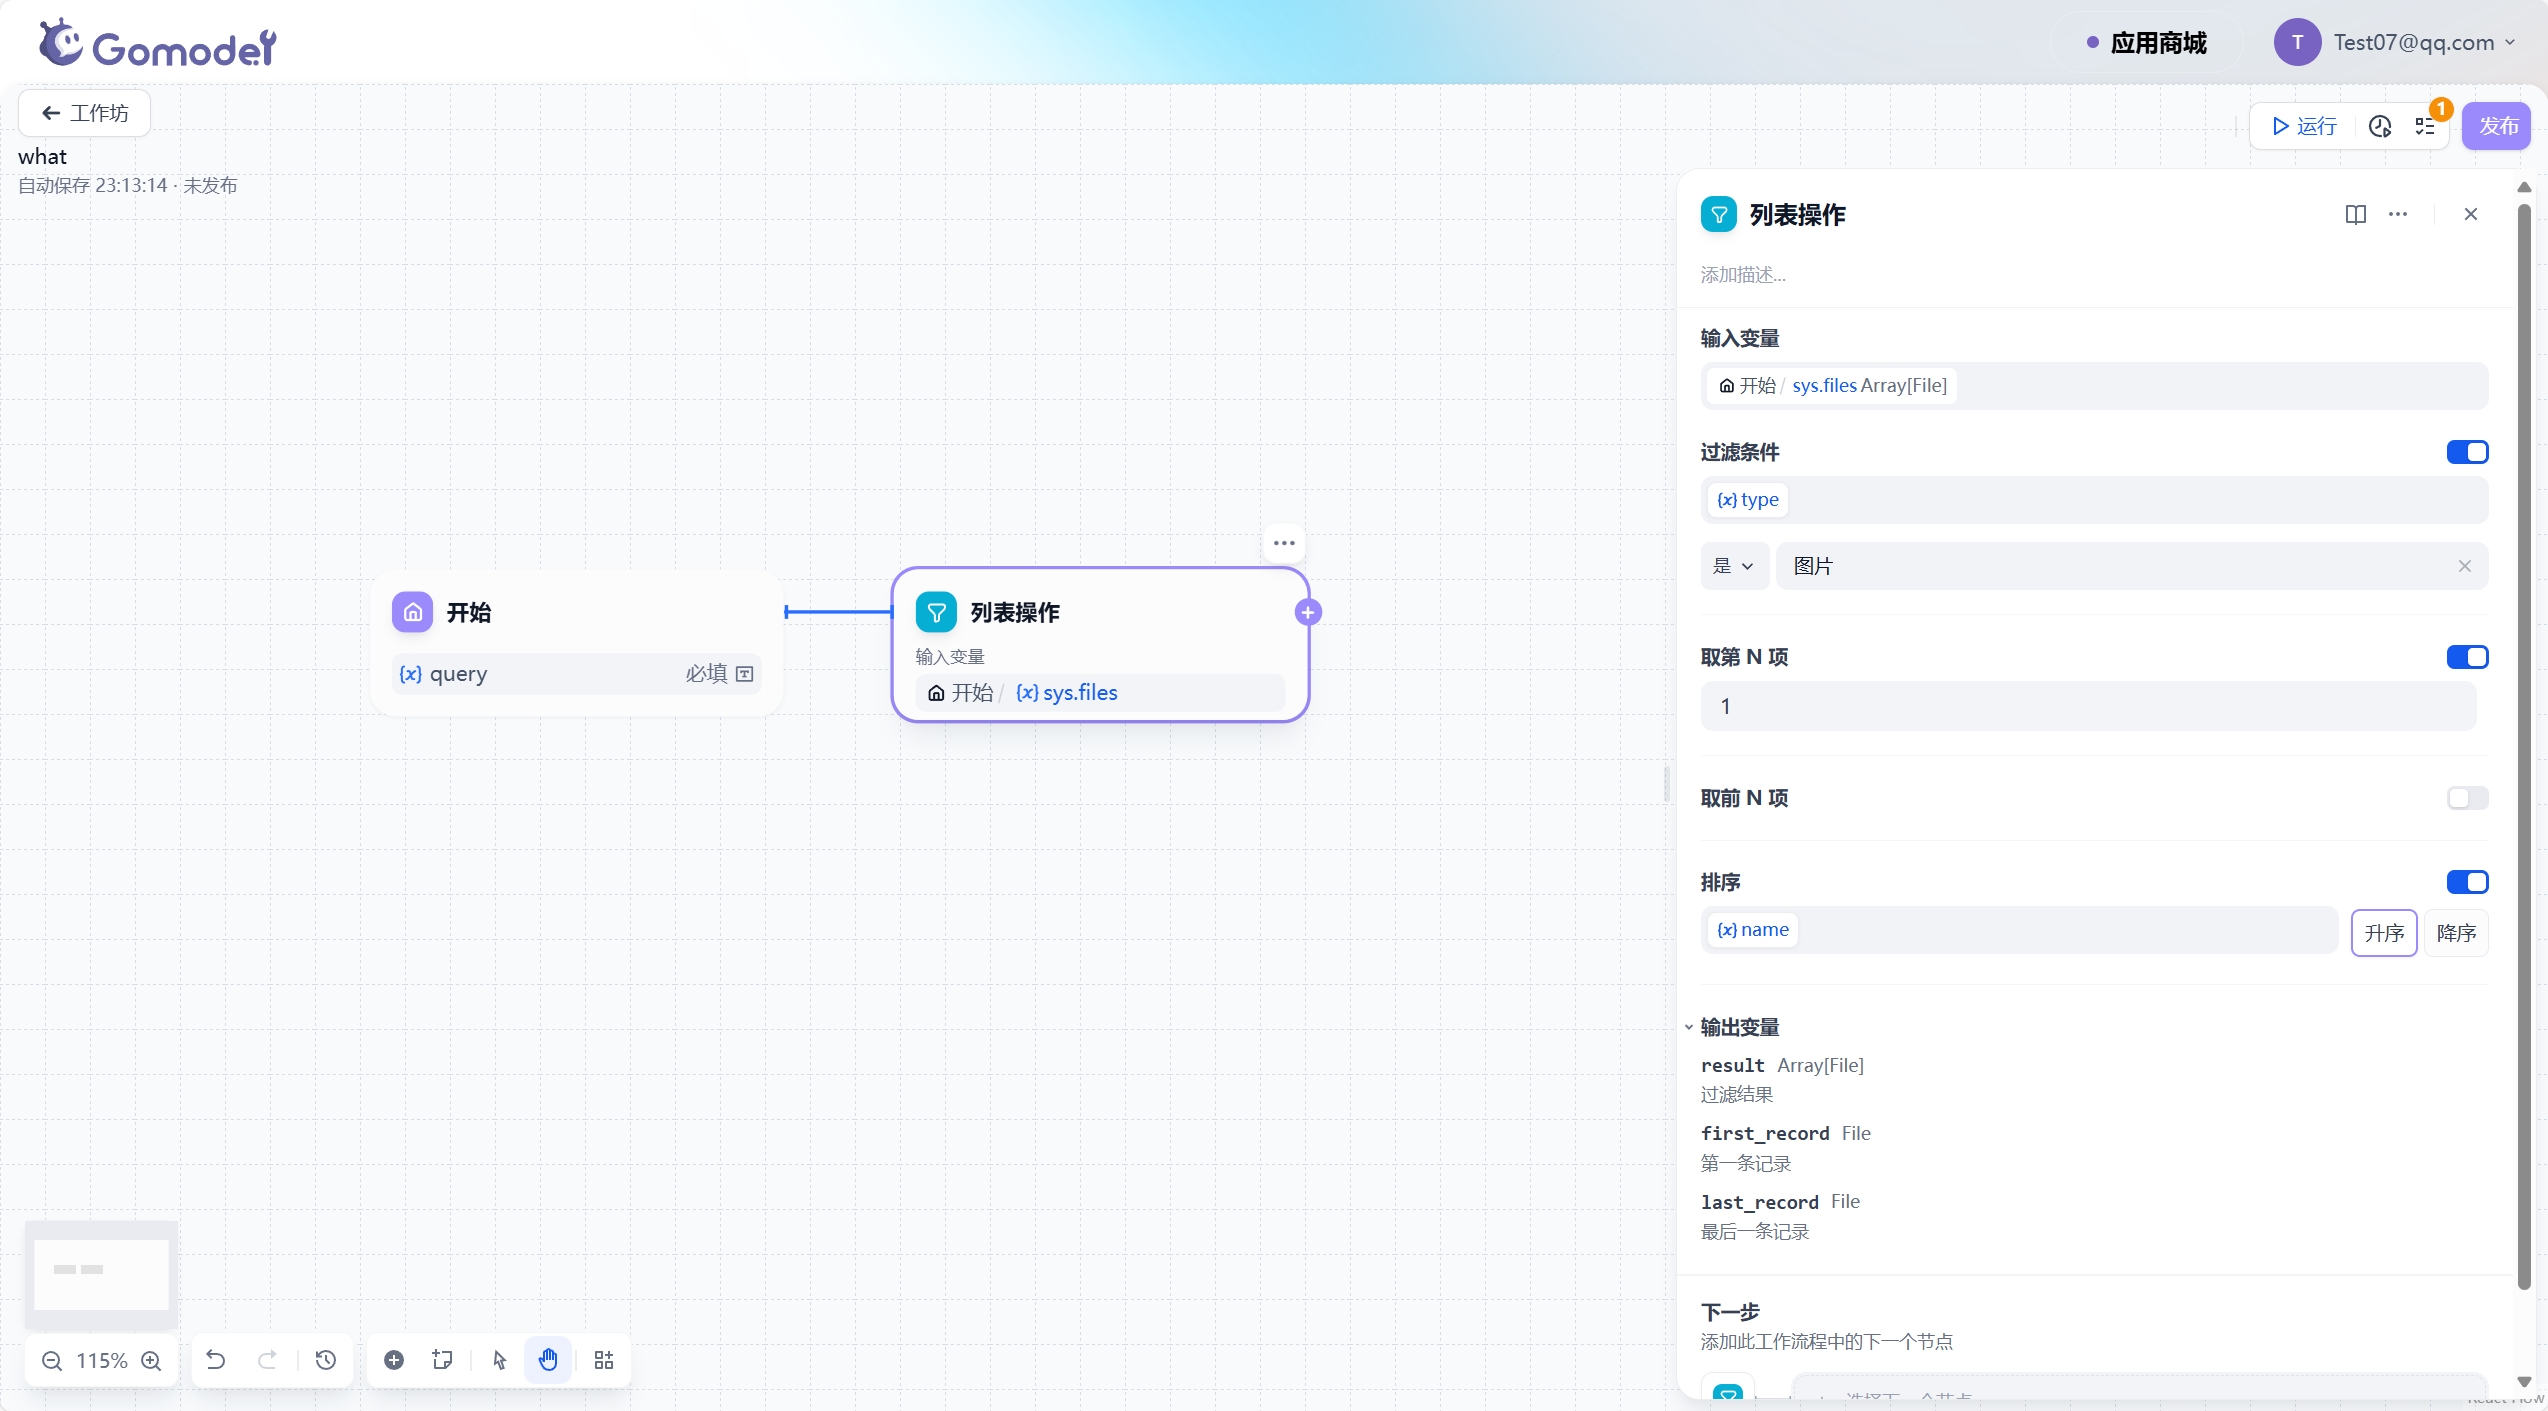 Gomodel
应用商城
T
Test07@qq.com
工作坊
what
自动保存 23:13:14 · 未发布
运行
1
发布
列表操作
添加描述...
输入变量
开始 / sys.files Array[File]
过滤条件
{x} type
是
图片
取第 N 项
1
取前 N 项
排序
{x} name
升序
降序
输出变量
result Array[File]
过滤结果
first_record File
第一条记录
last_record File
最后一条记录
下一步
添加此工作流程中的下一个节点
开始
{x} query
必填
列表操作
输入变量
开始 / {x} sys.files
115%